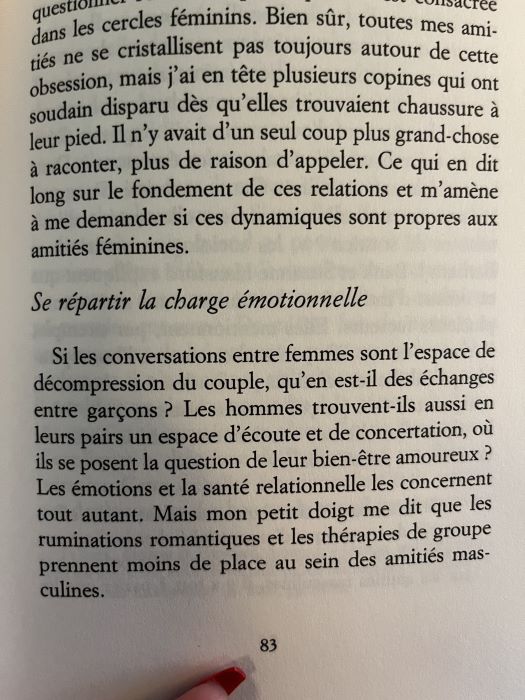 dans les cercles féminins. Bien sûr, toutes mes ami-
tiés ne se cristallisent pas toujours autour de cette
obsession, mais j'ai en tête plusieurs copines qui ont
soudain disparu dès qu'elles trouvaient chaussure à
leur pied. Il n'y avait d'un seul coup plus grand-chose
à raconter, plus de raison d'appeler. Ce qui en dit
long sur le fondement de ces relations et m'amène
à me demander si ces dynamiques sont propres aux
amitiés féminines.
Se répartir la charge émotionnelle
Si les conversations entre femmes sont l'espace de
décompression du couple, qu'en est-il des échanges
entre garçons ? Les hommes trouvent-ils aussi en
leurs pairs un espace d'écoute et de concertation, où
ils se posent la question de leur bien-être amoureux ?
Les émotions et la santé relationnelle les concernent
tout autant. Mais mon petit doigt me dit que les
ruminations romantiques et les thérapies de groupe
prennent moins de place au sein des amitiés mas-
culines.
83